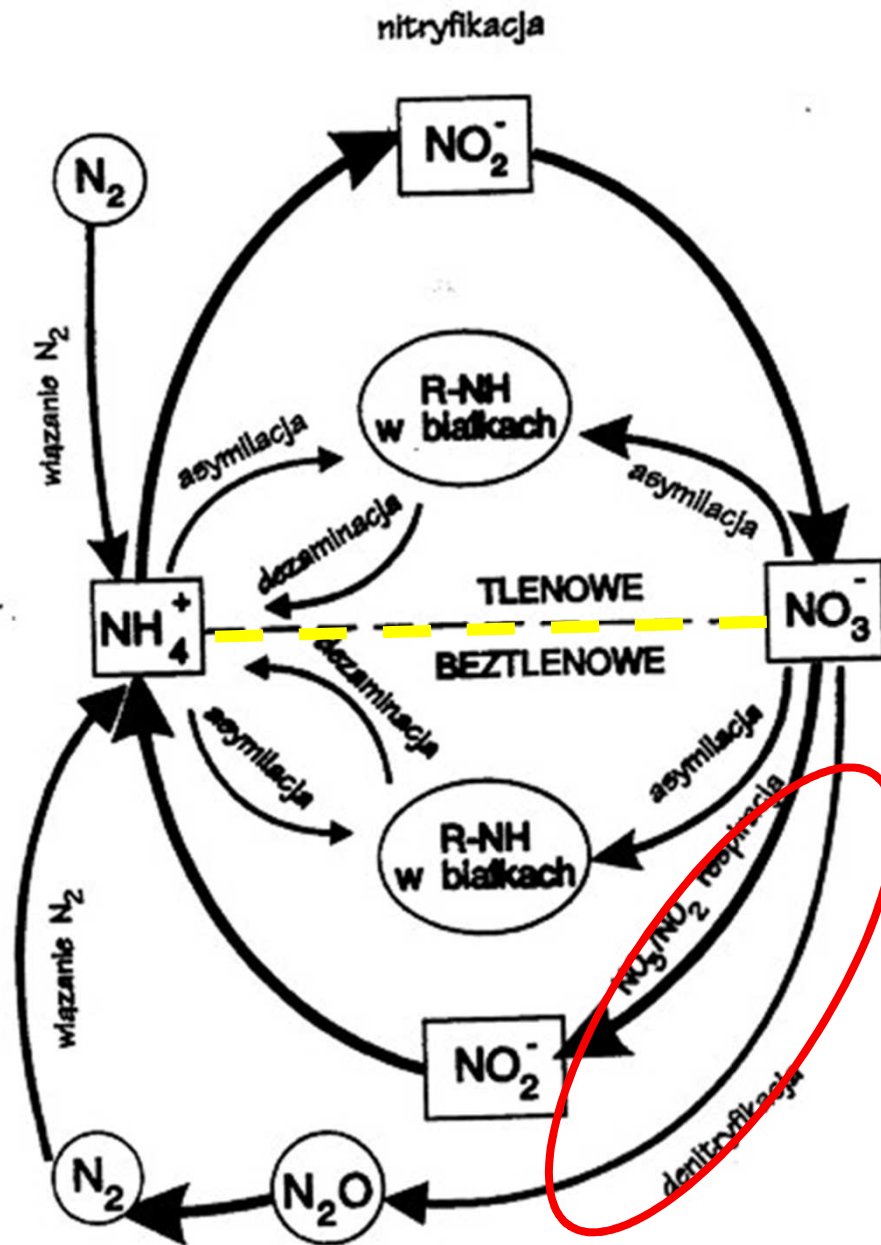 nitryfikacja
NO₂⁻
N₂
wiązanie N₂
R-NH
w białkach
asymilacja
asymilacja
dezaminacja
TLENOWE
NH₄⁺
NO₃⁻
BEZTLENOWE
dezaminacja
asymilacja
asymilacja
R-NH
w białkach
NO₃/NO₂ respiracja
wiązanie N₂
NO₂⁻
denitryfikacja
N₂
N₂O